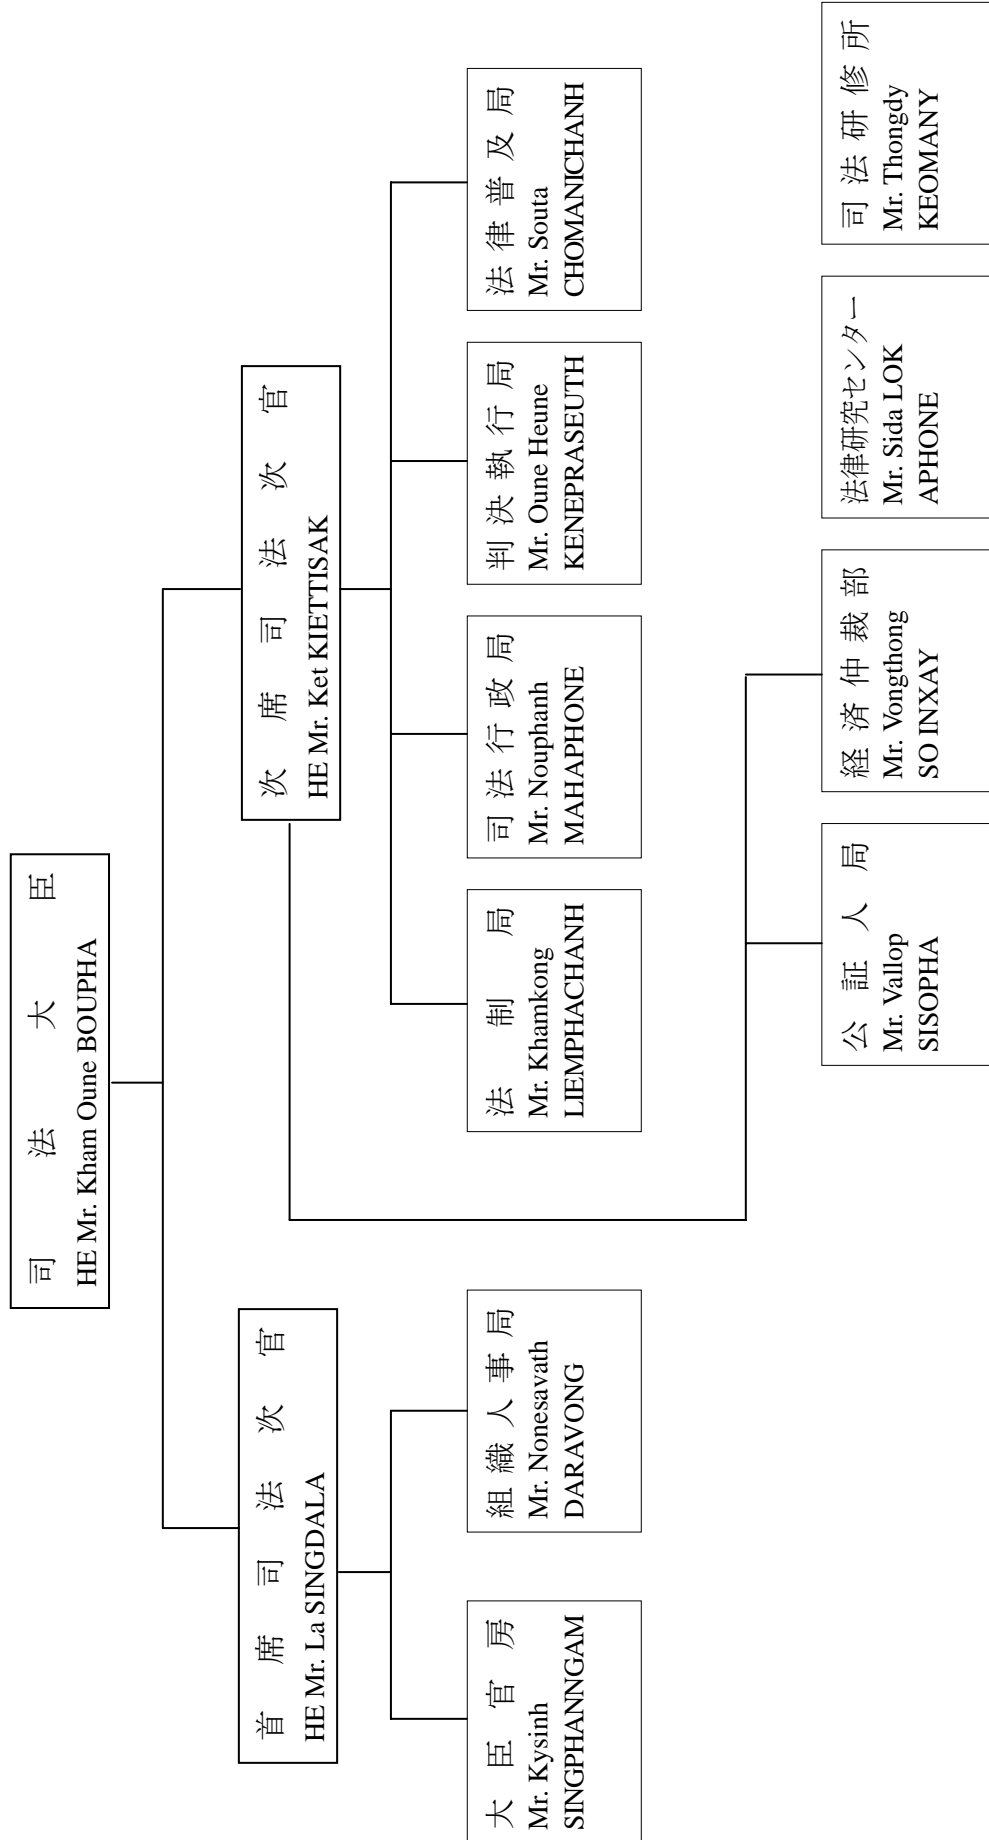 司法大臣
HE Mr. Kham Oune BOUPHA
首席司法次官
HE Mr. La SINGDALA
次席司法次官
HE Mr. Ket KIETTISAK
大臣官房
Mr. Kysinh
SINGPHANNGAM
組織人事局
Mr. Nonesavath
DARAVONG
法制局
Mr. Khamkong
LIEMPHACHANH
司法行政局
Mr. Nouphanh
MAHAPHONE
判決執行局
Mr. Oune Heune
KENEPRASEUTH
法律普及局
Mr. Souta
CHOMANICHANH
公証人局
Mr. Vallop
SISOPHA
経済仲裁部
Mr. Vongthong
SO INXAY
法律研究センター
Mr. Sida LOK
APHONE
司法研修所
Mr. Thongdy
KEOMANY